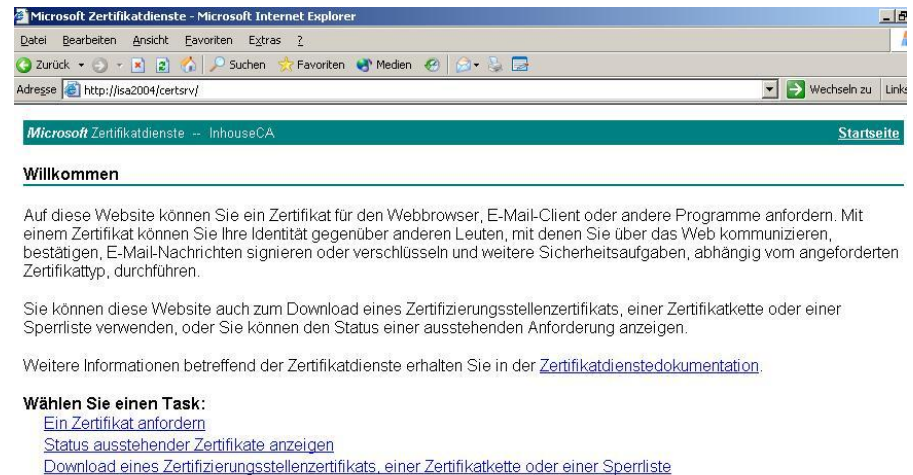 Microsoft Zertifikatdienste - Microsoft Internet Explorer
Datei Bearbeiten Ansicht Favoriten Extras ?
Zurück Suchen Favoriten Medien
Adresse http://isa2004/certsrv/ Wechseln zu Links
Microsoft Zertifikatdienste -- InhouseCA Startseite
Willkommen
Auf diese Website können Sie ein Zertifikat für den Webbrowser, E-Mail-Client oder andere Programme anfordern. Mit
einem Zertifikat können Sie Ihre Identität gegenüber anderen Leuten, mit denen Sie über das Web kommunizieren,
bestätigen, E-Mail-Nachrichten signieren oder verschlüsseln und weitere Sicherheitsaufgaben, abhängig vom angeforderten
Zertifikattyp, durchführen.
Sie können diese Website auch zum Download eines Zertifizierungsstellenzertifikats, einer Zertifikatkette oder einer
Sperrliste verwenden, oder Sie können den Status einer ausstehenden Anforderung anzeigen.
Weitere Informationen betreffend der Zertifikatdienste erhalten Sie in der Zertifikatdienstedokumentation.
Wählen Sie einen Task:
Ein Zertifikat anfordern
Status ausstehender Zertifikate anzeigen
Download eines Zertifizierungsstellenzertifikats, einer Zertifikatkette oder einer Sperrliste